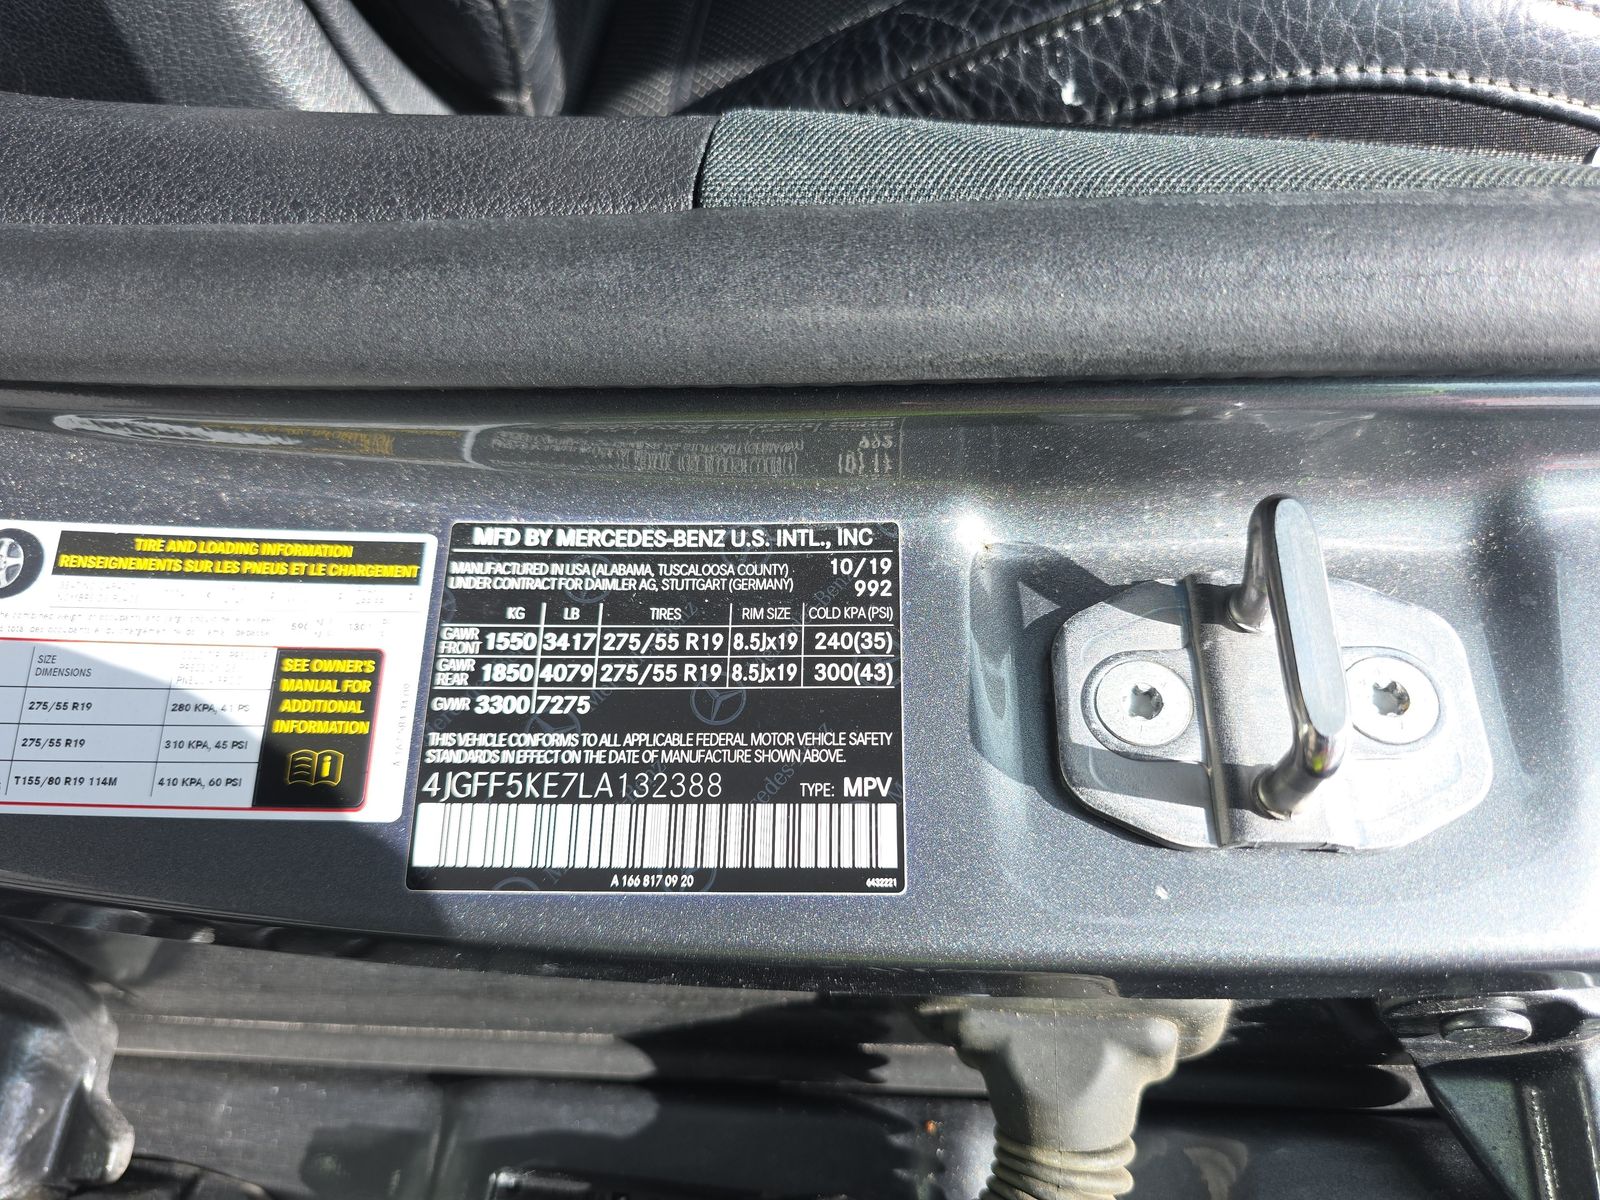 TIRE AND LOADING INFORMATION
RENSEIGNEMENTS SUR LES PNEUS ET LE CHARGEMENT
SIZE
DIMENSIONS
275/55 R19 280 KPA, 41 PSI
275/55 R19 310 KPA, 45 PSI
T155/80 R19 114M 410 KPA, 60 PSI
SEE OWNER'S
MANUAL FOR
ADDITIONAL
INFORMATION
MFD BY MERCEDES-BENZ U.S. INTL., INC
MANUFACTURED IN USA (ALABAMA, TUSCALOOSA COUNTY) 10/19
UNDER CONTRACT FOR DAIMLER AG, STUTTGART (GERMANY) 992
KG LB TIRES RIM SIZE COLD KPA (PSI)
GAWR FRONT 1550 3417 275/55 R19 8.5Jx19 240(35)
GAWR REAR 1850 4079 275/55 R19 8.5Jx19 300(43)
GVWR 3300 7275
THIS VEHICLE CONFORMS TO ALL APPLICABLE FEDERAL MOTOR VEHICLE SAFETY
STANDARDS IN EFFECT ON THE DATE OF MANUFACTURE SHOWN ABOVE.
4JGFF5KE7LA132388 TYPE: MPV
A 166 817 09 20 6432221